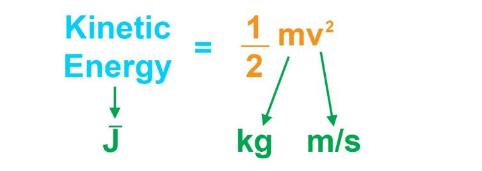 Kinetic Energy = 1/2 mv²
J̅ kg m/s